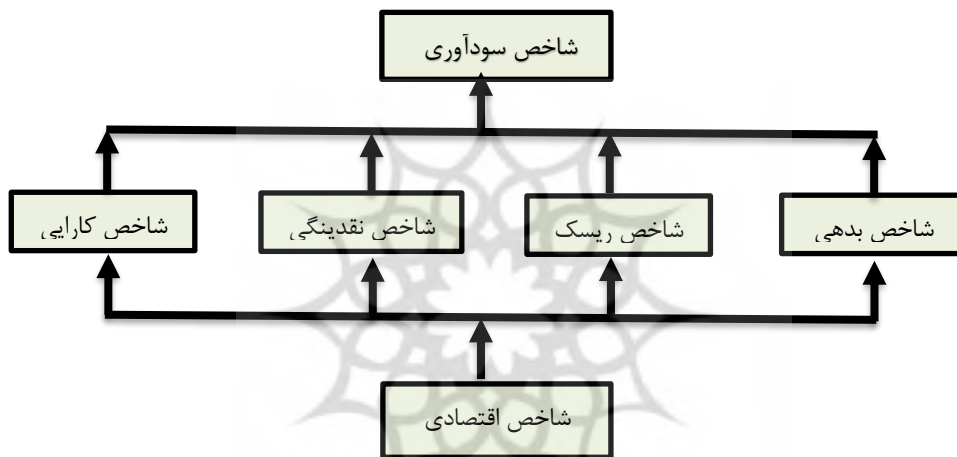 شاخص سودآوری
شاخص بدهی
شاخص ریسک
شاخص نقدینگی
شاخص کارایی
شاخص اقتصادی